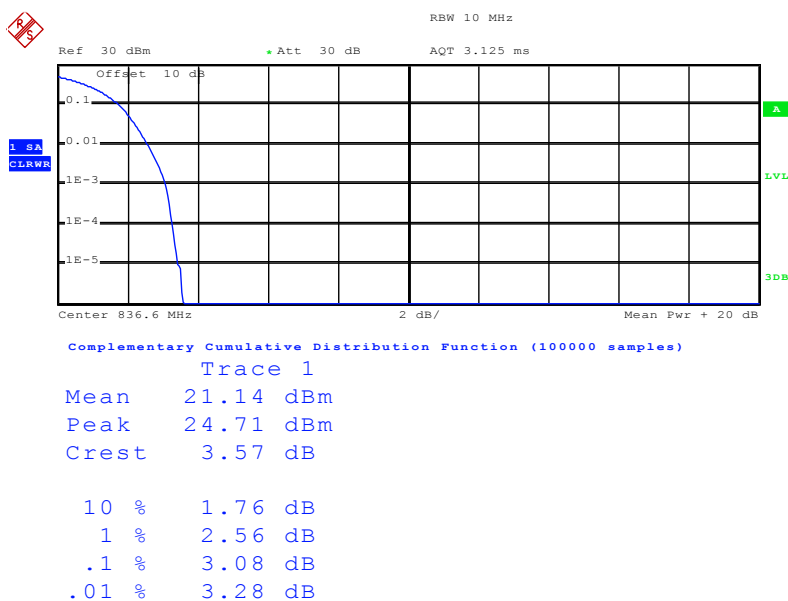 R S
RBW 10 MHz
Ref 30 dBm * Att 30 dB AQT 3.125 ms
Offset 10 dB
0.1
A
0.01
1 SA
CLRWR
1E-3
LVL
1E-4
1E-5
3DB
Center 836.6 MHz 2 dB/ Mean Pwr + 20 dB
Complementary Cumulative Distribution Function (100000 samples)
Trace 1
Mean 21.14 dBm
Peak 24.71 dBm
Crest 3.57 dB
10 % 1.76 dB
1 % 2.56 dB
.1 % 3.08 dB
.01 % 3.28 dB